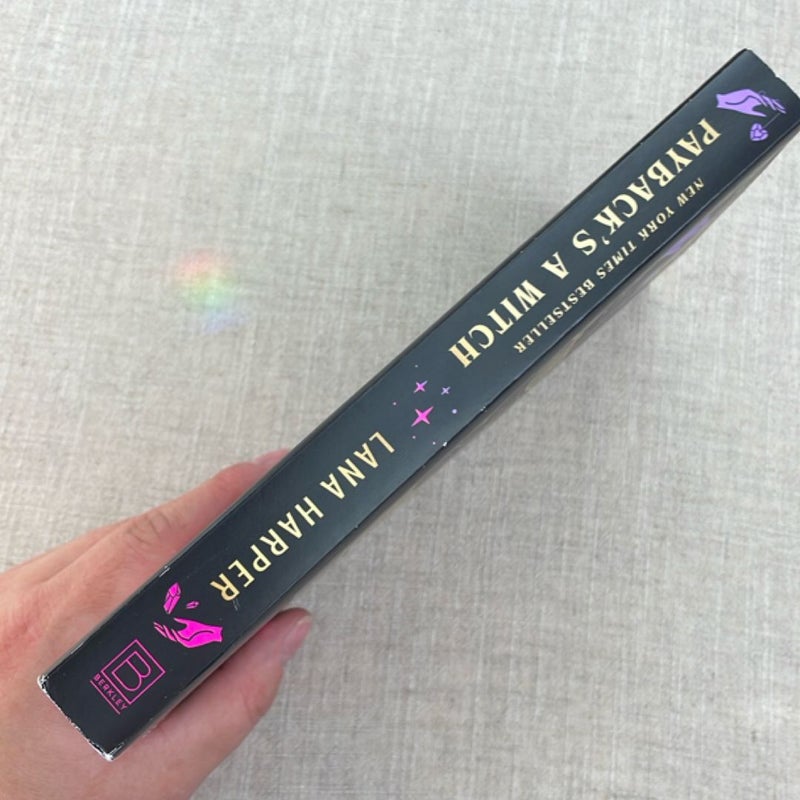 PAYBACK'S A WITCH
NEW YORK TIMES BESTSELLER
LANA HARPER
B
BERKLEY